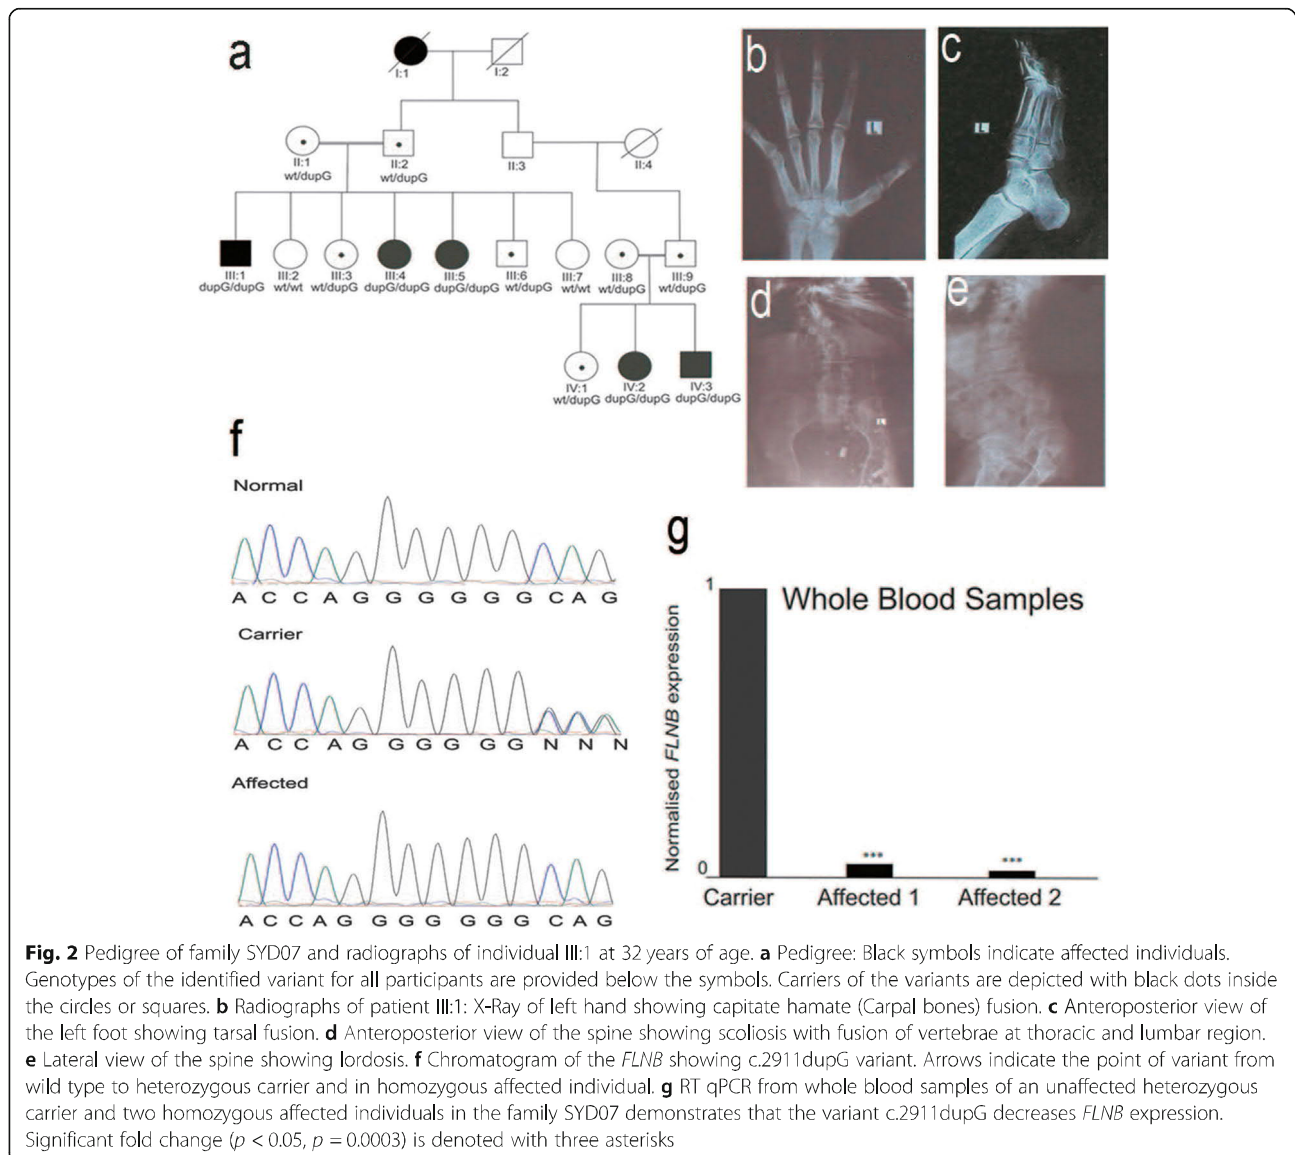 a
I:1
I:2
II:1
wt/dupG
II:2
wt/dupG
II:3
II:4
III:1
dupG/dupG
III:2
wt/wt
III:3
wt/dupG
III:4
dupG/dupG
III:5
dupG/dupG
III:6
wt/dupG
III:7
wt/wt
III:8
wt/dupG
III:9
wt/dupG
IV:1
wt/dupG
IV:2
dupG/dupG
IV:3
dupG/dupG
b
L
c
L
d
e
f
Normal
A C C A G G G G G G C A G
Carrier
A C C A G G G G G N N N
Affected
A C C A G G G G G G G C A G
g
Whole Blood Samples
Normalised FLNB expression
1
0
***
***
Carrier Affected 1 Affected 2
Fig. 2 Pedigree of family SYD07 and radiographs of individual III:1 at 32 years of age. a Pedigree: Black symbols indicate affected individuals.
Genotypes of the identified variant for all participants are provided below the symbols. Carriers of the variants are depicted with black dots inside
the circles or squares. b Radiographs of patient III:1: X-Ray of left hand showing capitate hamate (Carpal bones) fusion. c Anteroposterior view of
the left foot showing tarsal fusion. d Anteroposterior view of the spine showing scoliosis with fusion of vertebrae at thoracic and lumbar region.
e Lateral view of the spine showing lordosis. f Chromatogram of the FLNB showing c.2911dupG variant. Arrows indicate the point of variant from
wild type to heterozygous carrier and in homozygous affected individual. g RT qPCR from whole blood samples of an unaffected heterozygous
carrier and two homozygous affected individuals in the family SYD07 demonstrates that the variant c.2911dupG decreases FLNB expression.
Significant fold change (p < 0.05, p = 0.0003) is denoted with three asterisks